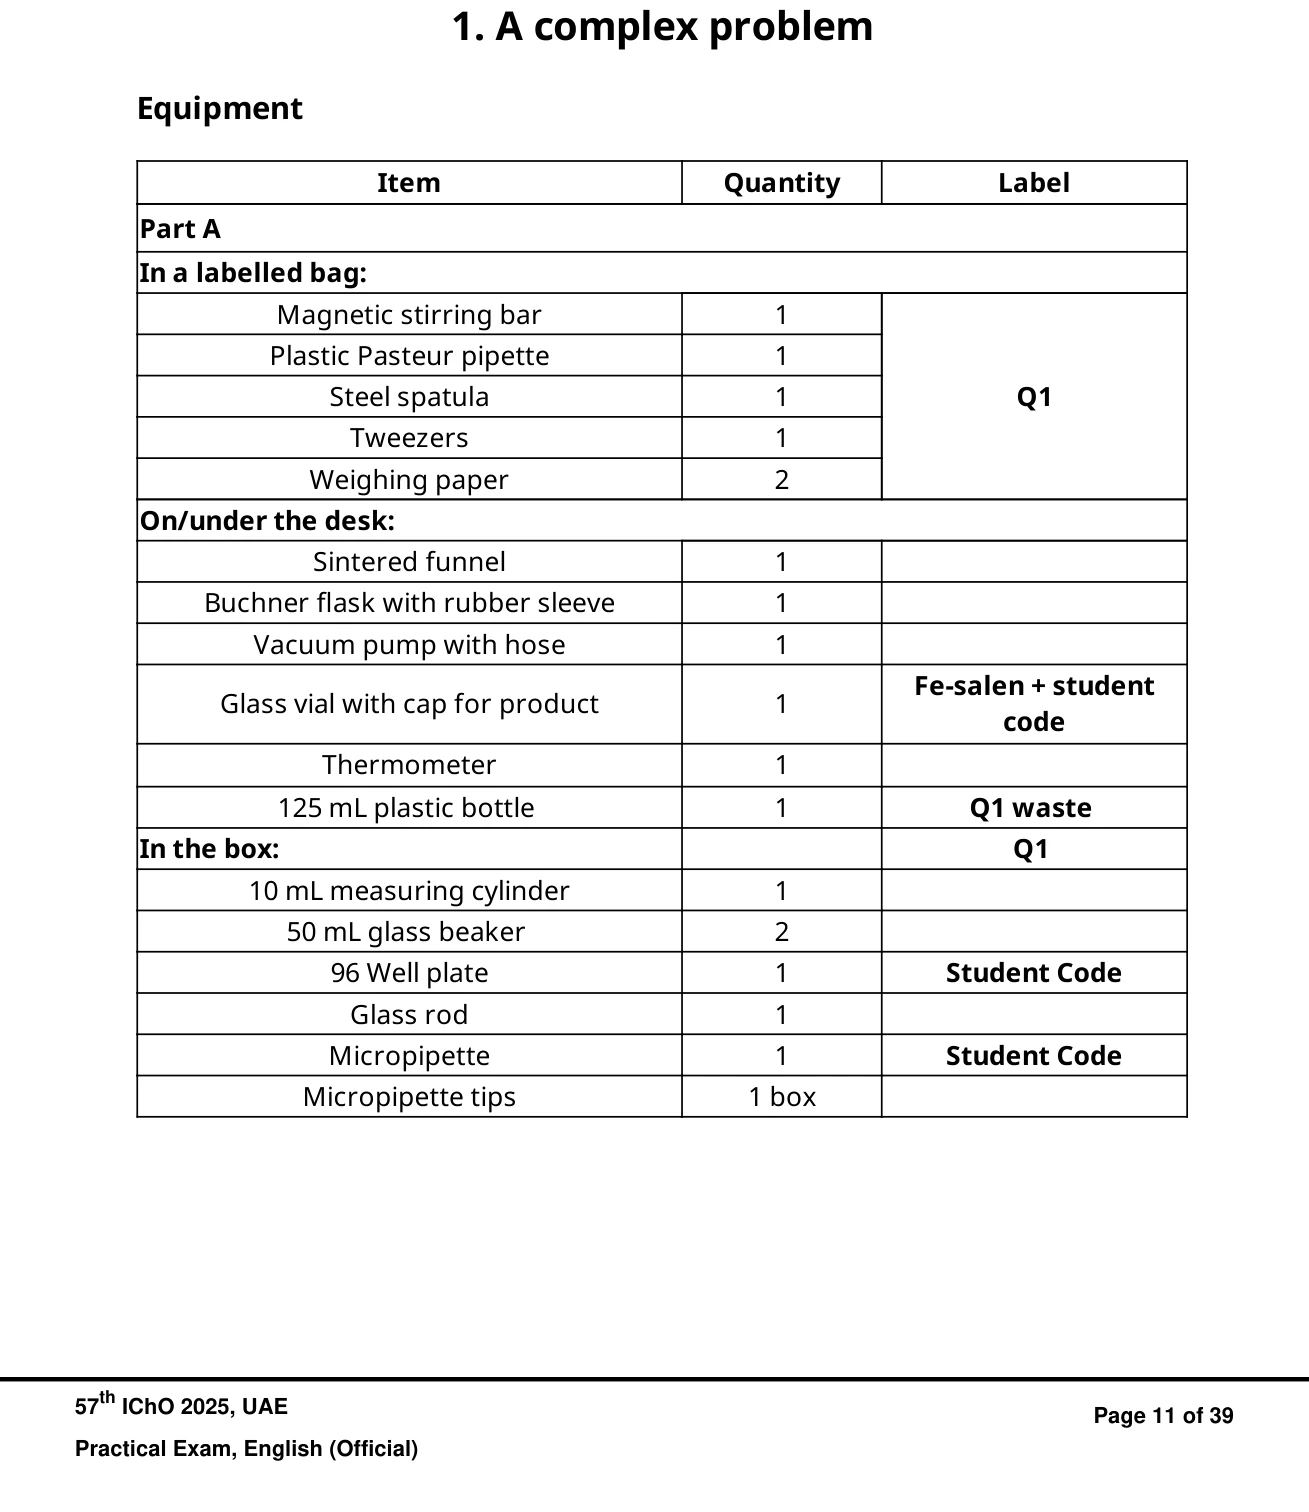 1. A complex problem
Equipment
Item Quantity Label
Part A
In a labelled bag:
Magnetic stirring bar 1
Plastic Pasteur pipette 1
Steel spatula 1 Q1
Tweezers 1
Weighing paper 2
On/under the desk:
Sintered funnel 1
Buchner flask with rubber sleeve 1
Vacuum pump with hose 1
Glass vial with cap for product 1 Fe-salen + student
code
Thermometer 1
125 mL plastic bottle 1 Q1 waste
In the box: Q1
10 mL measuring cylinder 1
50 mL glass beaker 2
96 Well plate 1 Student Code
Glass rod 1
Micropipette 1 Student Code
Micropipette tips 1 box
57th IChO 2025, UAE
Page 11 of 39
Practical Exam, English (Official)